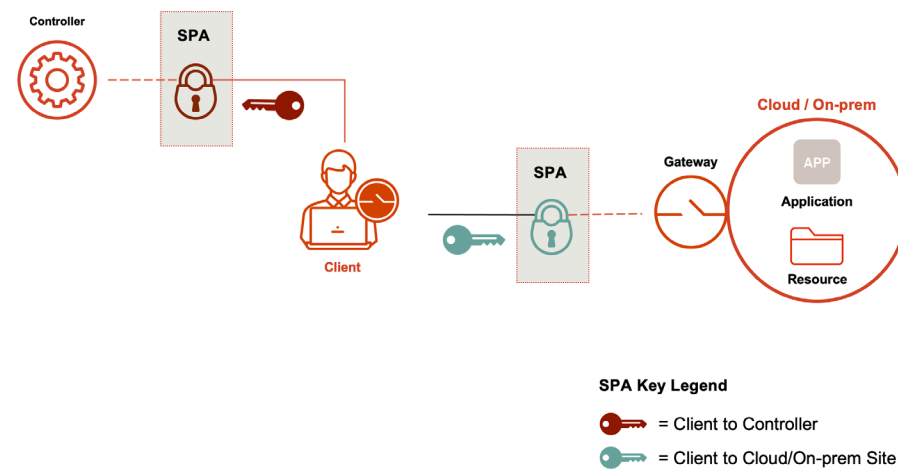 Controller
SPA
Cloud / On-prem
APP
Gateway
SPA
Application
Client
Resource
SPA Key Legend
= Client to Controller
= Client to Cloud/On-prem Site